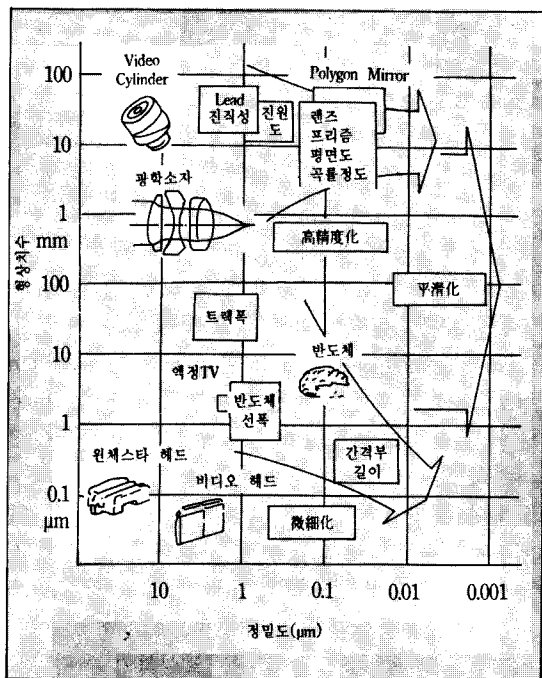 Video
Cylinder
Polygon Mirror
100
Lead
진직성
진원
도
렌즈
프리즘
평면도
곡률정도
10
광학소자
1
mm
高精度化
형상치수
100
平滑化
트랙폭
10
반도체
액정TV
반도체
선폭
1
간격부
길이
윈채스타 헤드
비디오 헤드
0.1
μm
微細化
10
1
0.1
0.01
0.001
정밀도(μm)